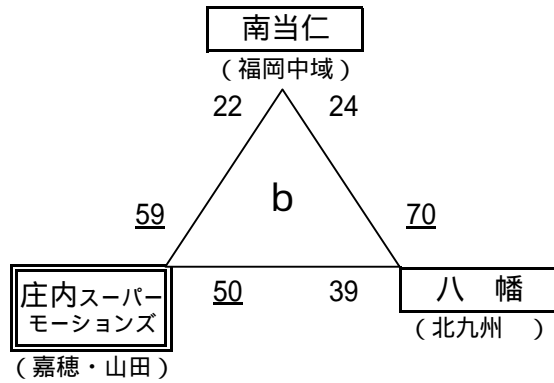 南当仁
(福岡中域)
22 24
b
59 70
庄内スーパー
モーションズ
50 39
八 幡
(嘉穂・山田)
(北九州 )